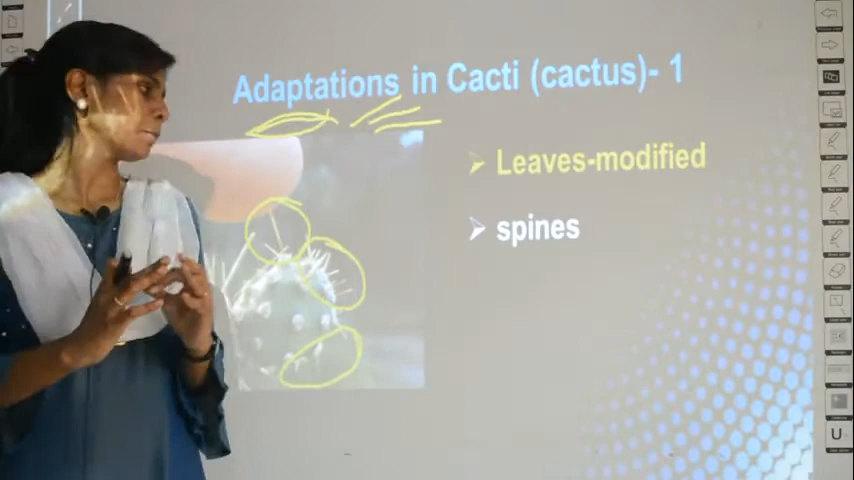 Adaptations in Cacti (cactus)- 1
Leaves-modified
spines
U